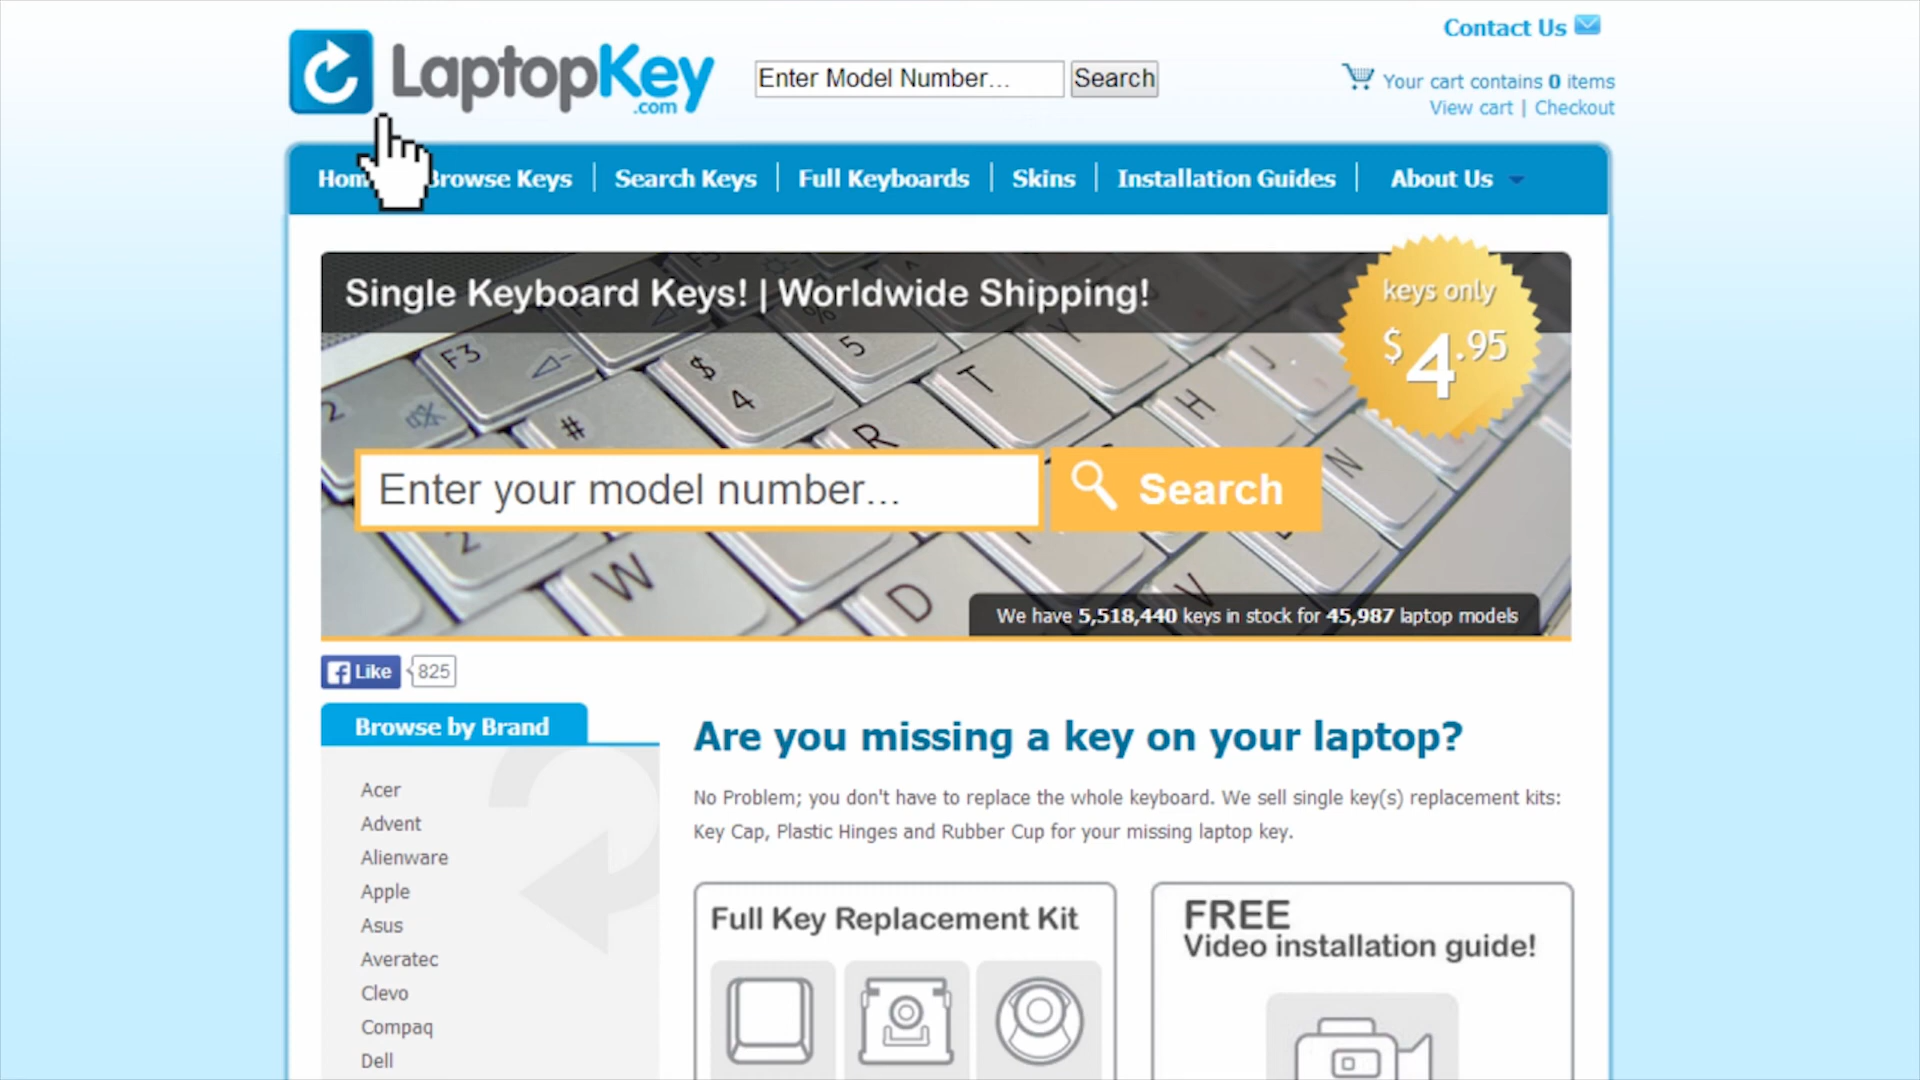 Contact Us
LaptopKey
.com
Enter Model Number...
Search
Your cart contains 0 items
View cart | Checkout
Browse Keys
Search Keys
Full Keyboards
Skins
Installation Guides
About Us
Single Keyboard Keys! | Worldwide Shipping!
keys only
$4.95
F3
$
4
%
5
T
Y
J
2
#
R
H
N
Enter your model number...
Search
2
W
D
V
We have 5,518,440 keys in stock for 45,987 laptop models
Like
825
Browse by Brand
Acer
Advent
Alienware
Apple
Asus
Averatec
Clevo
Compaq
Dell
Are you missing a key on your laptop?
No Problem; you don't have to replace the whole keyboard. We sell single key(s) replacement kits:
Key Cap, Plastic Hinges and Rubber Cup for your missing laptop key.
Full Key Replacement Kit
FREE
Video installation guide!